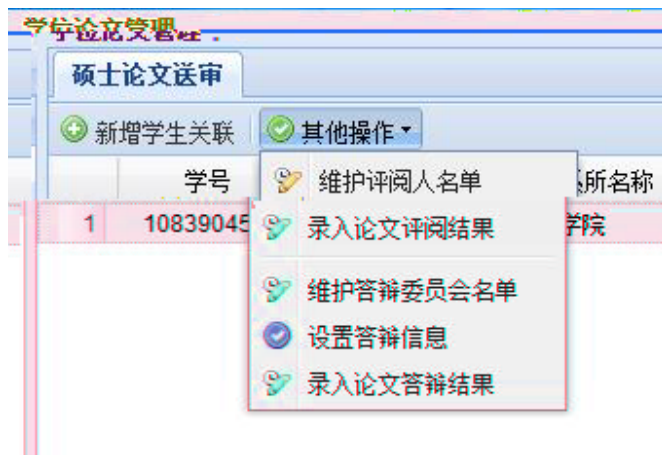 学位论文管理
硕士论文送审
新增学生关联 其他操作
学号 所名称
维护评阅人名单
1 10839045 学院
录入论文评阅结果
维护答辩委员会名单
设置答辩信息
录入论文答辩结果